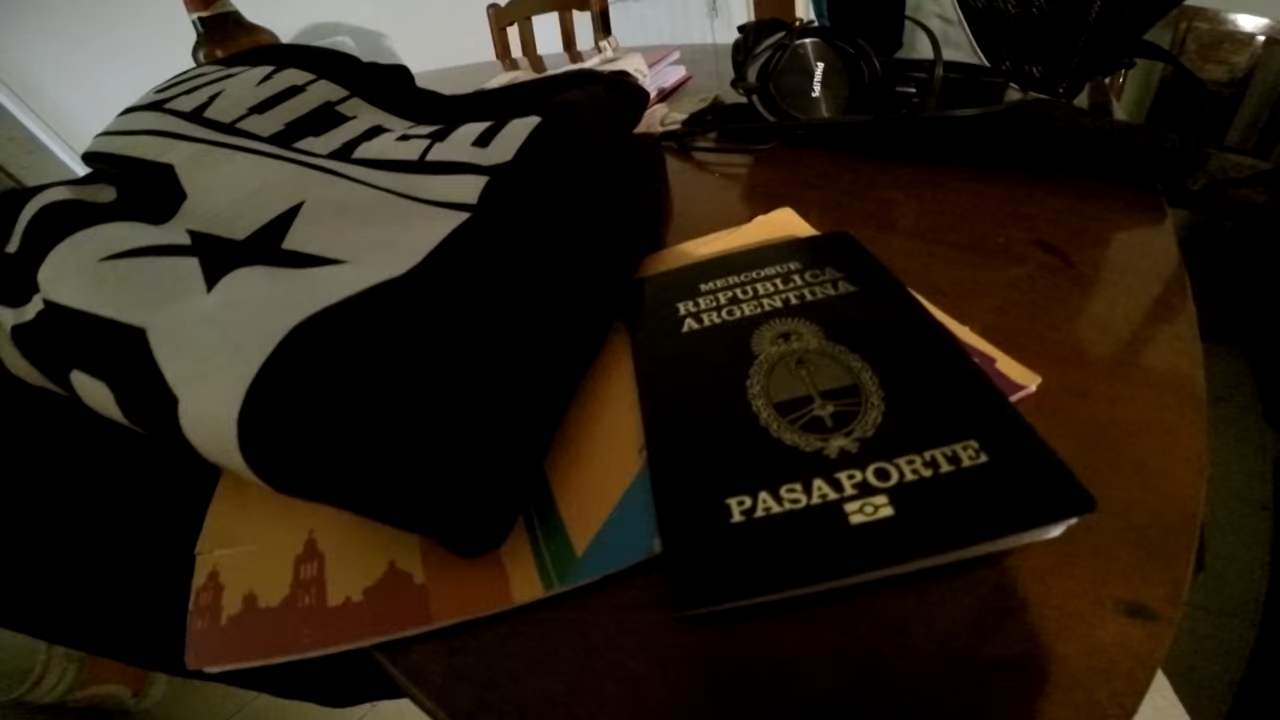 UNITED
PHILIPS
MERCOSUR
REPUBLICA
ARGENTINA
PASAPORTE